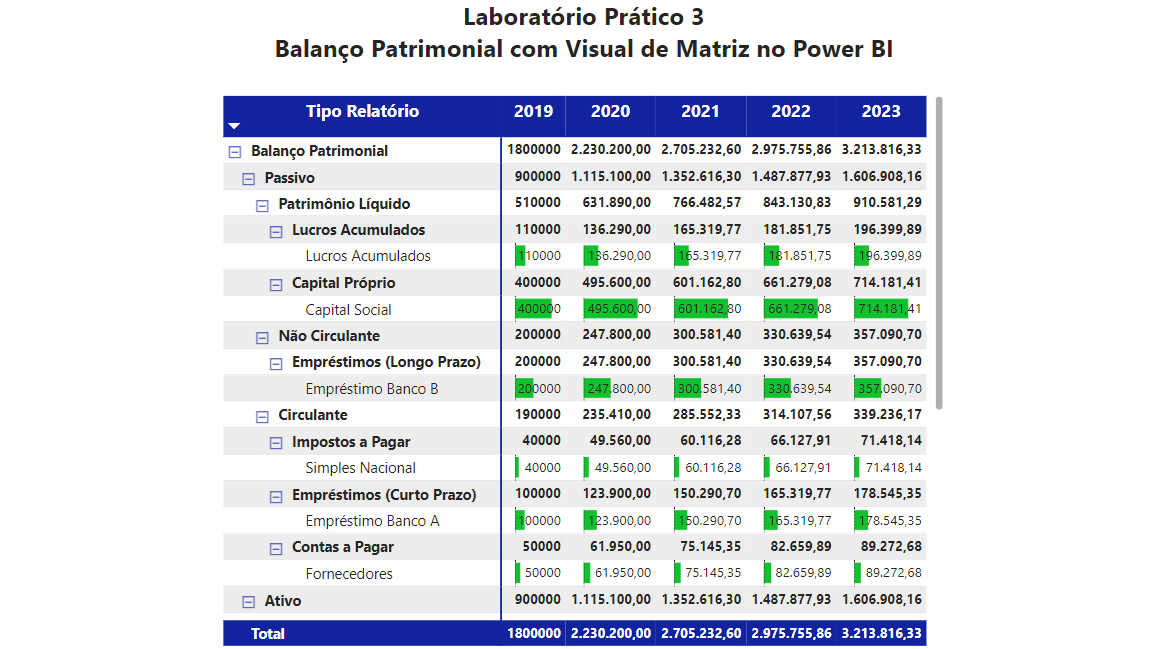 Laboratório Prático 3
Balanço Patrimonial com Visual de Matriz no Power BI
Tipo Relatório 2019 2020 2021 2022 2023
Balanço Patrimonial 1800000 2.230.200,00 2.705.232,60 2.975.755,86 3.213.816,33
Passivo 900000 1.115.100,00 1.352.616,30 1.487.877,93 1.606.908,16
Patrimônio Líquido 510000 631.890,00 766.482,57 843.130,83 910.581,29
Lucros Acumulados 110000 136.290,00 165.319,77 181.851,75 196.399,89
Lucros Acumulados 110000 136.290,00 165.319,77 181.851,75 196.399,89
Capital Próprio 400000 495.600,00 601.162,80 661.279,08 714.181,41
Capital Social 400000 495.600,00 601.162,80 661.279,08 714.181,41
Não Circulante 200000 247.800,00 300.581,40 330.639,54 357.090,70
Empréstimos (Longo Prazo) 200000 247.800,00 300.581,40 330.639,54 357.090,70
Empréstimo Banco B 200000 247.800,00 300.581,40 330.639,54 357.090,70
Circulante 190000 235.410,00 285.552,33 314.107,56 339.236,17
Impostos a Pagar 40000 49.560,00 60.116,28 66.127,91 71.418,14
Simples Nacional 40000 49.560,00 60.116,28 66.127,91 71.418,14
Empréstimos (Curto Prazo) 100000 123.900,00 150.290,70 165.319,77 178.545,35
Empréstimo Banco A 100000 123.900,00 150.290,70 165.319,77 178.545,35
Contas a Pagar 50000 61.950,00 75.145,35 82.659,89 89.272,68
Fornecedores 50000 61.950,00 75.145,35 82.659,89 89.272,68
Ativo 900000 1.115.100,00 1.352.616,30 1.487.877,93 1.606.908,16
Total 1800000 2.230.200,00 2.705.232,60 2.975.755,86 3.213.816,33